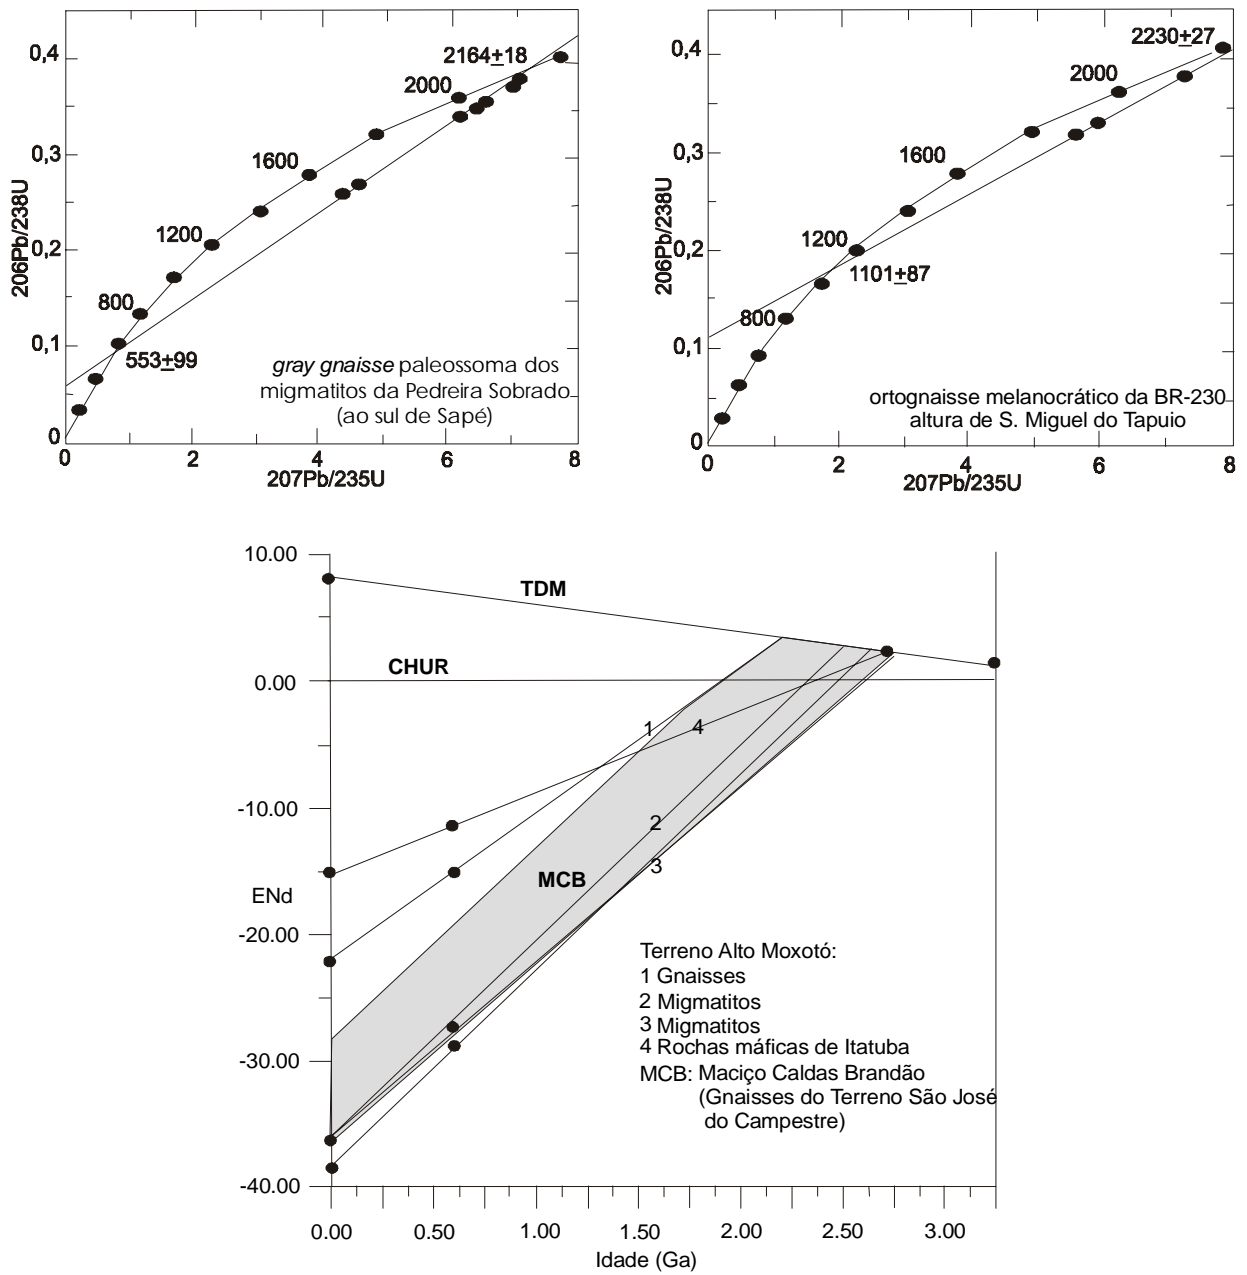 0,4
0,3
0,2
0,1
0
206Pb/238U
2164±18
2000
1600
1200
800
553±99
gray gnaisse paleossoma dos
migmatitos da Pedreira Sobrado
(ao sul de Sapé)
0 2 4 6 8
207Pb/235U
0,4
0,3
0,2
0,1
0
206Pb/238U
2230±27
2000
1600
1200
1101±87
800
ortognaisse melanocrático da BR-230
altura de S. Miguel do Tapuio
0 2 4 6 8
207Pb/235U
10.00
TDM
CHUR
0.00
1
4
-10.00
2
3
MCB
ENd
-20.00
Terreno Alto Moxotó:
1 Gnaisses
2 Migmatitos
3 Migmatitos
4 Rochas máficas de Itatuba
-30.00
MCB: Maciço Caldas Brandão
(Gnaisses do Terreno São José
do Campestre)
-40.00
0.00 0.50 1.00 1.50 2.00 2.50 3.00
Idade (Ga)